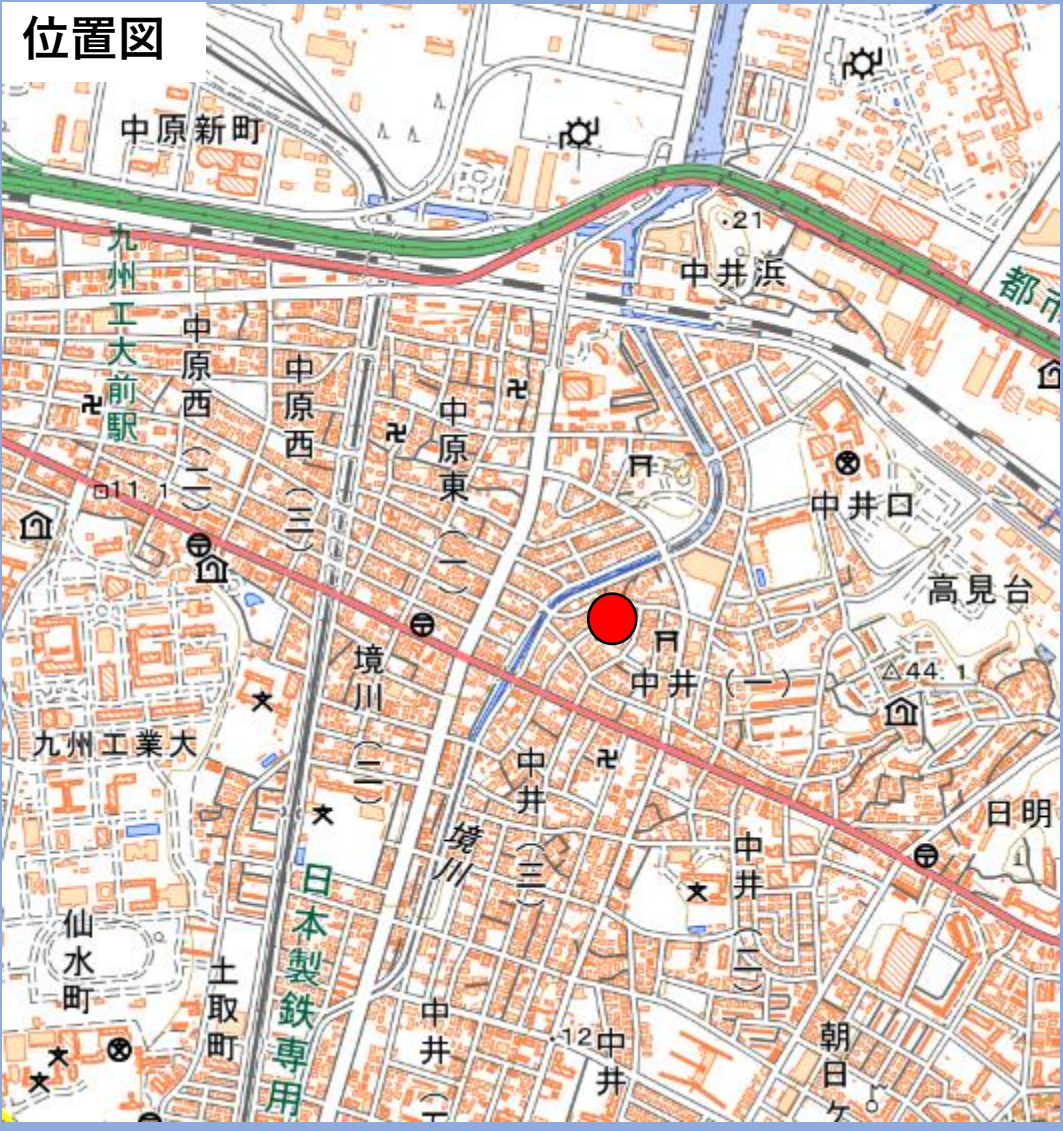 位置図
中原新町
21
中井浜
都市
九州工大前駅
中原西(二)
中原西(三)
中原東(一)
11.1
中井口
高見台
境川(二)
中井(一)
44.1
九州工業大
中井(三)
日明
境川
中井(二)
日本製鉄専用
仙水町
土取町
中井
12
中井
朝日ケ